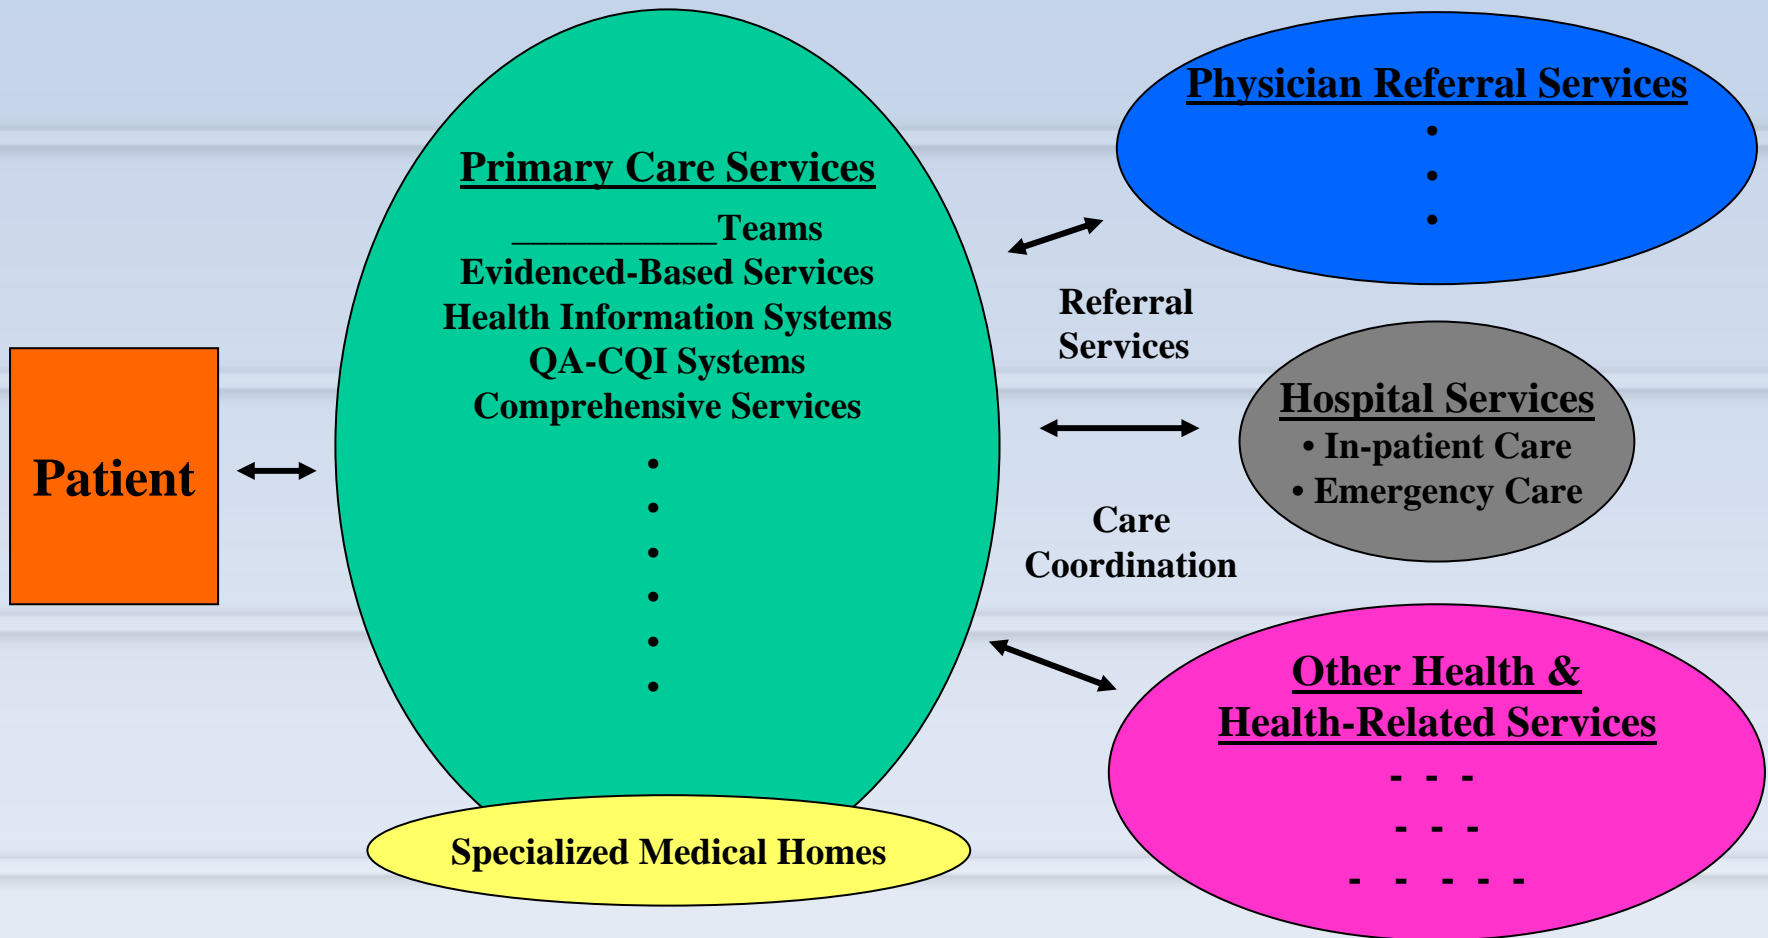 Patient
Primary Care Services
___________Teams
Evidenced-Based Services
Health Information Systems
QA-CQI Systems
Comprehensive Services
•
•
•
•
•
•
Specialized Medical Homes
Referral
Services
Care
Coordination
Physician Referral Services
•
•
•
Hospital Services
• In-patient Care
• Emergency Care
Other Health &
Health-Related Services
- - -
- - -
- - - - -